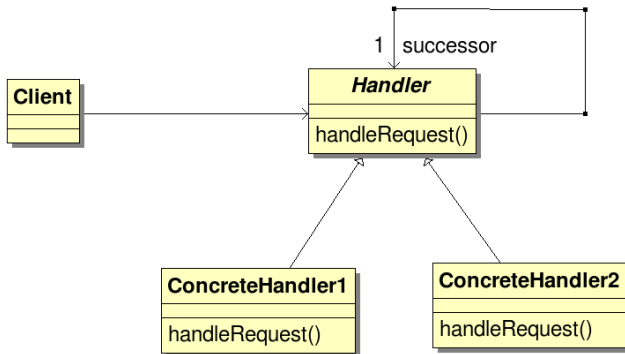 1 successor
Client
Handler
handleRequest()
ConcreteHandler1
handleRequest()
ConcreteHandler2
handleRequest()